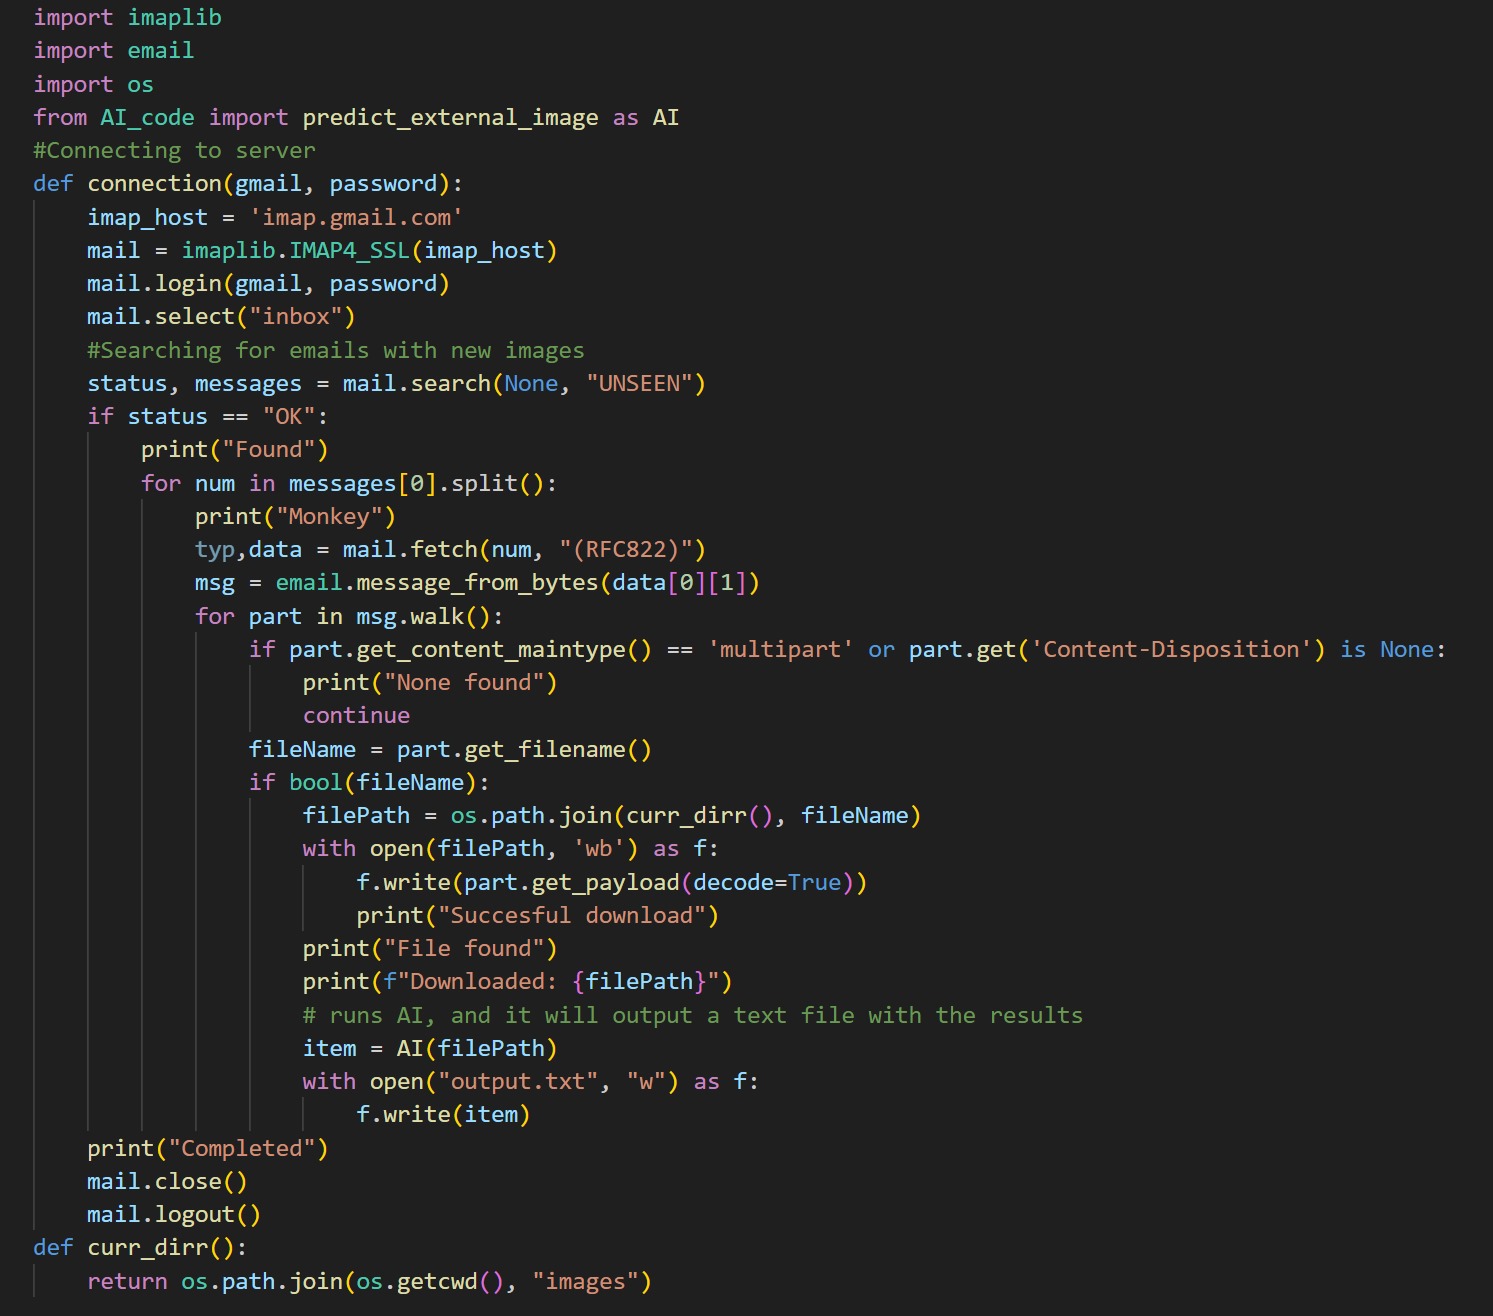 import imaplib
import email
import os
from AI_code import predict_external_image as AI
#Connecting to server
def connection(gmail, password):
    imap_host = 'imap.gmail.com'
    mail = imaplib.IMAP4_SSL(imap_host)
    mail.login(gmail, password)
    mail.select("inbox")
    #Searching for emails with new images
    status, messages = mail.search(None, "UNSEEN")
    if status == "OK":
        print("Found")
        for num in messages[0].split():
            print("Monkey")
            typ,data = mail.fetch(num, "(RFC822)")
            msg = email.message_from_bytes(data[0][1])
            for part in msg.walk():
                if part.get_content_maintype() == 'multipart' or part.get('Content-Disposition') is None:
                    print("None found")
                    continue
                fileName = part.get_filename()
                if bool(fileName):
                    filePath = os.path.join(curr_dirr(), fileName)
                    with open(filePath, 'wb') as f:
                        f.write(part.get_payload(decode=True))
                        print("Succesful download")
                    print("File found")
                    print(f"Downloaded: {filePath}")
                    # runs AI, and it will output a text file with the results
                    item = AI(filePath)
                    with open("output.txt", "w") as f:
                        f.write(item)
    print("Completed")
    mail.close()
    mail.logout()
def curr_dirr():
    return os.path.join(os.getcwd(), "images")